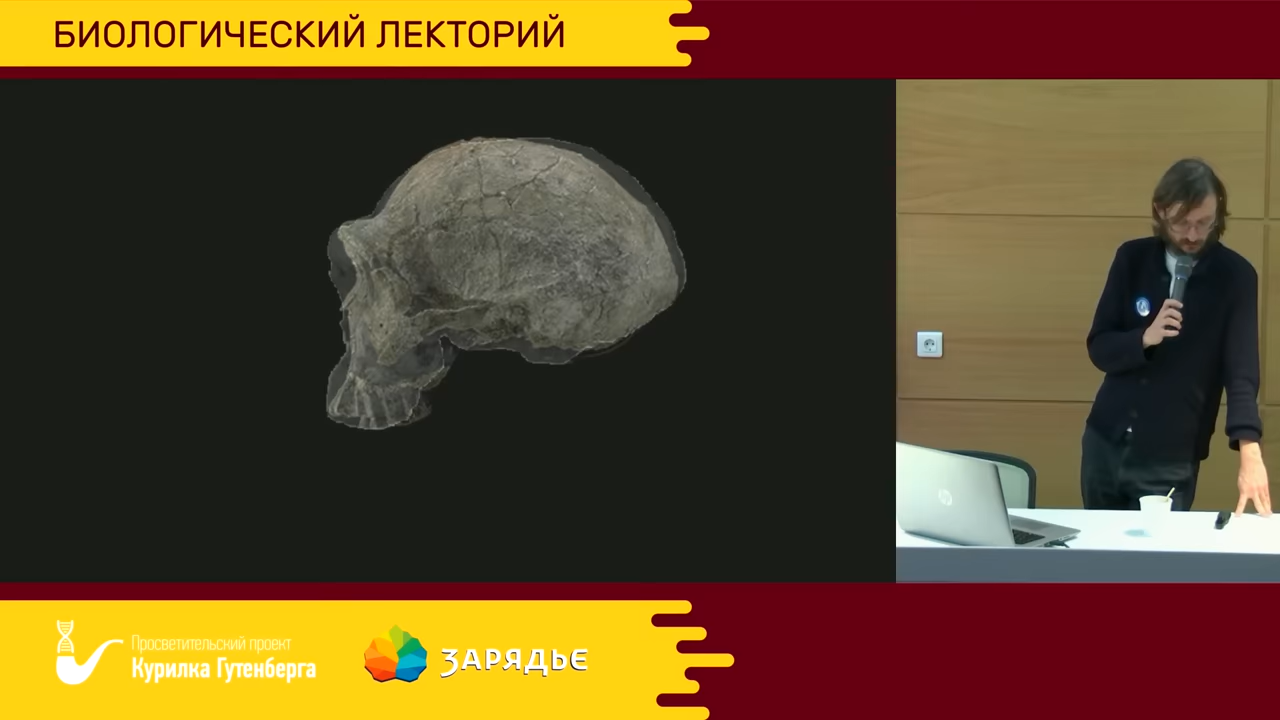 БИОЛОГИЧЕСКИЙ ЛЕКТОРИЙ
Просветительский проект
Курилка Гутенберга
ЗАРЯДЬЕ